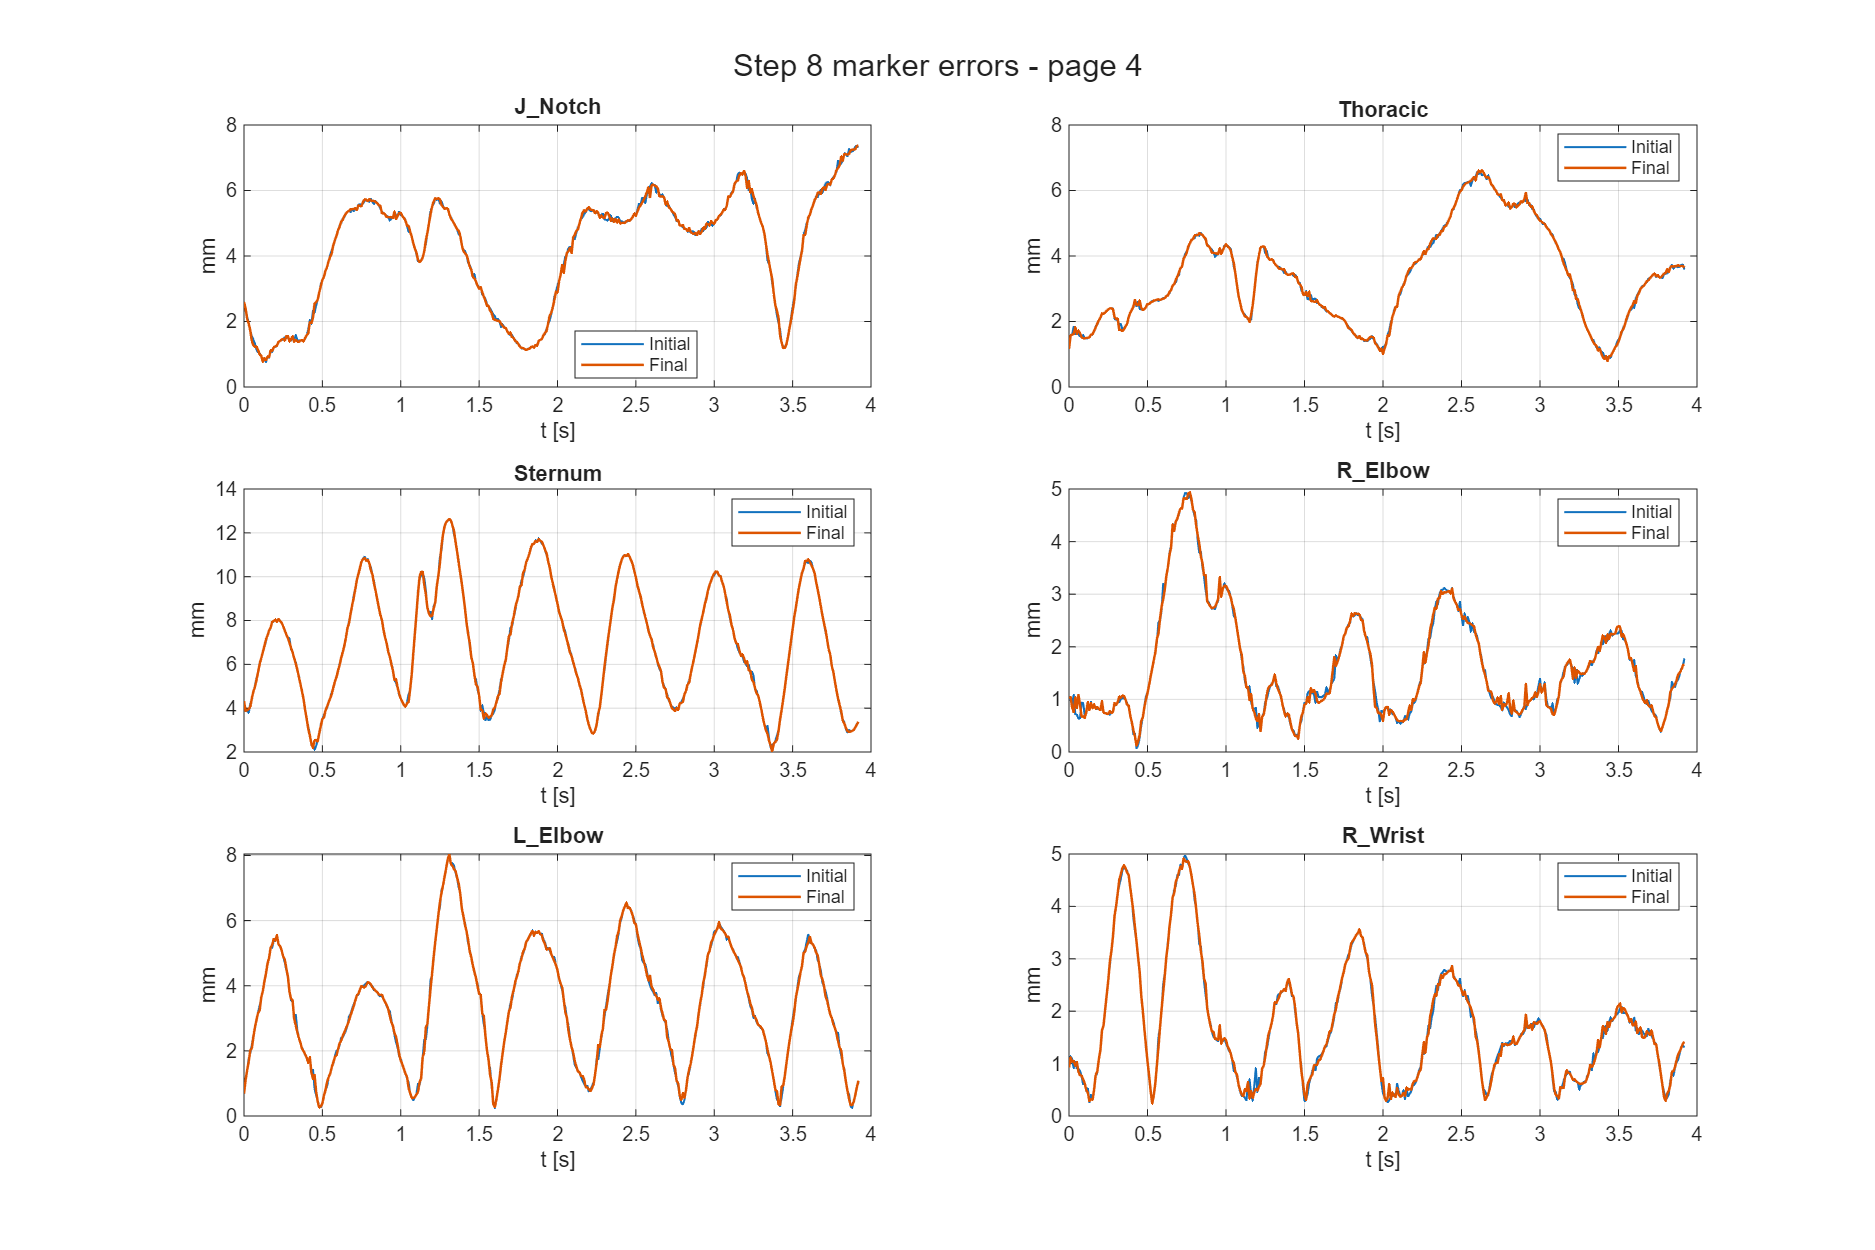 Step 8 marker errors - page 4
J_Notch
8
6
4
2
0
mm
0 0.5 1 1.5 2 2.5 3 3.5 4
t [s]
Initial
Final
Thoracic
8
6
4
2
0
mm
0 0.5 1 1.5 2 2.5 3 3.5 4
t [s]
Initial
Final
Sternum
14
12
10
8
6
4
2
mm
0 0.5 1 1.5 2 2.5 3 3.5 4
t [s]
Initial
Final
R_Elbow
5
4
3
2
1
0
mm
0 0.5 1 1.5 2 2.5 3 3.5 4
t [s]
Initial
Final
L_Elbow
8
6
4
2
0
mm
0 0.5 1 1.5 2 2.5 3 3.5 4
t [s]
Initial
Final
R_Wrist
5
4
3
2
1
0
mm
0 0.5 1 1.5 2 2.5 3 3.5 4
t [s]
Initial
Final